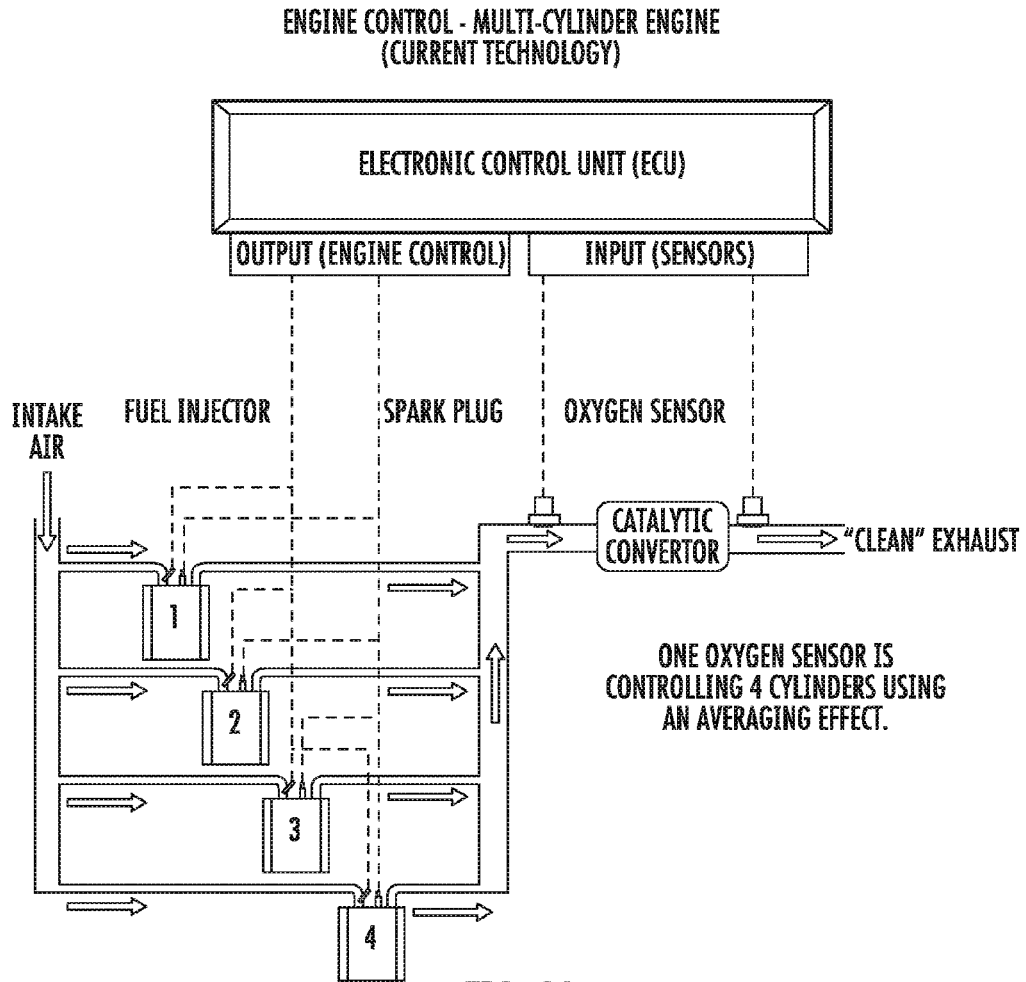 ENGINE CONTROL - MULTI-CYLINDER ENGINE
(CURRENT TECHNOLOGY)
ELECTRONIC CONTROL UNIT (ECU)
OUTPUT (ENGINE CONTROL)
INPUT (SENSORS)
INTAKE
AIR
FUEL INJECTOR
SPARK PLUG
OXYGEN SENSOR
CATALYTIC
CONVERTOR
"CLEAN" EXHAUST
1
2
3
4
ONE OXYGEN SENSOR IS
CONTROLLING 4 CYLINDERS USING
AN AVERAGING EFFECT.